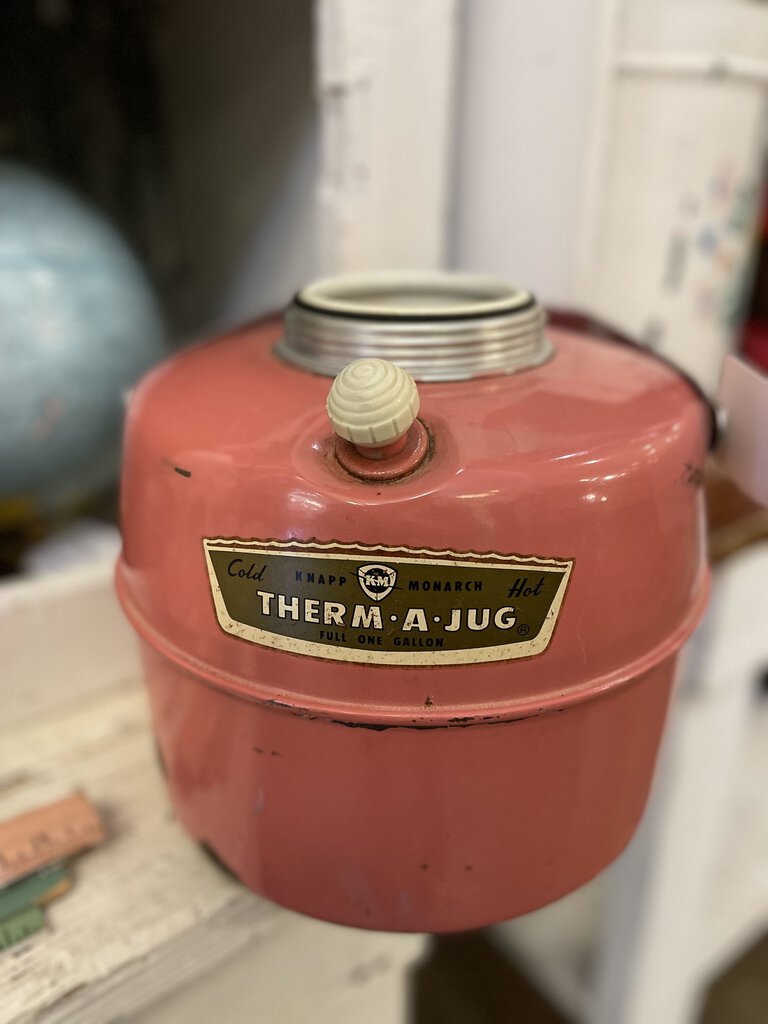 Cold KNAPP KM MONARCH Hot
THERM·A·JUG ®
FULL ONE GALLON